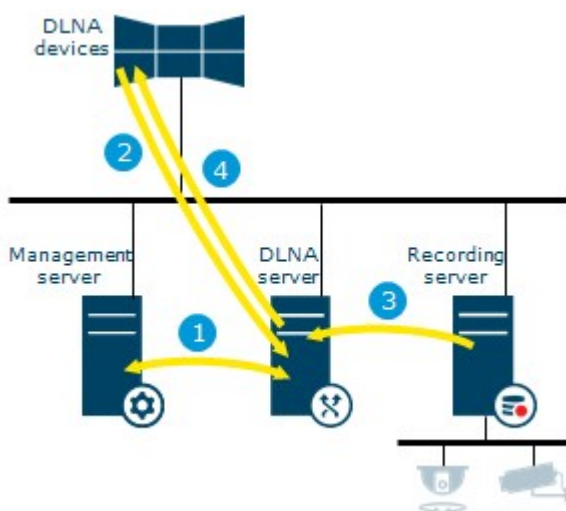 DLNA
devices
2
4
Management
server
DLNA
server
Recording
server
1
3